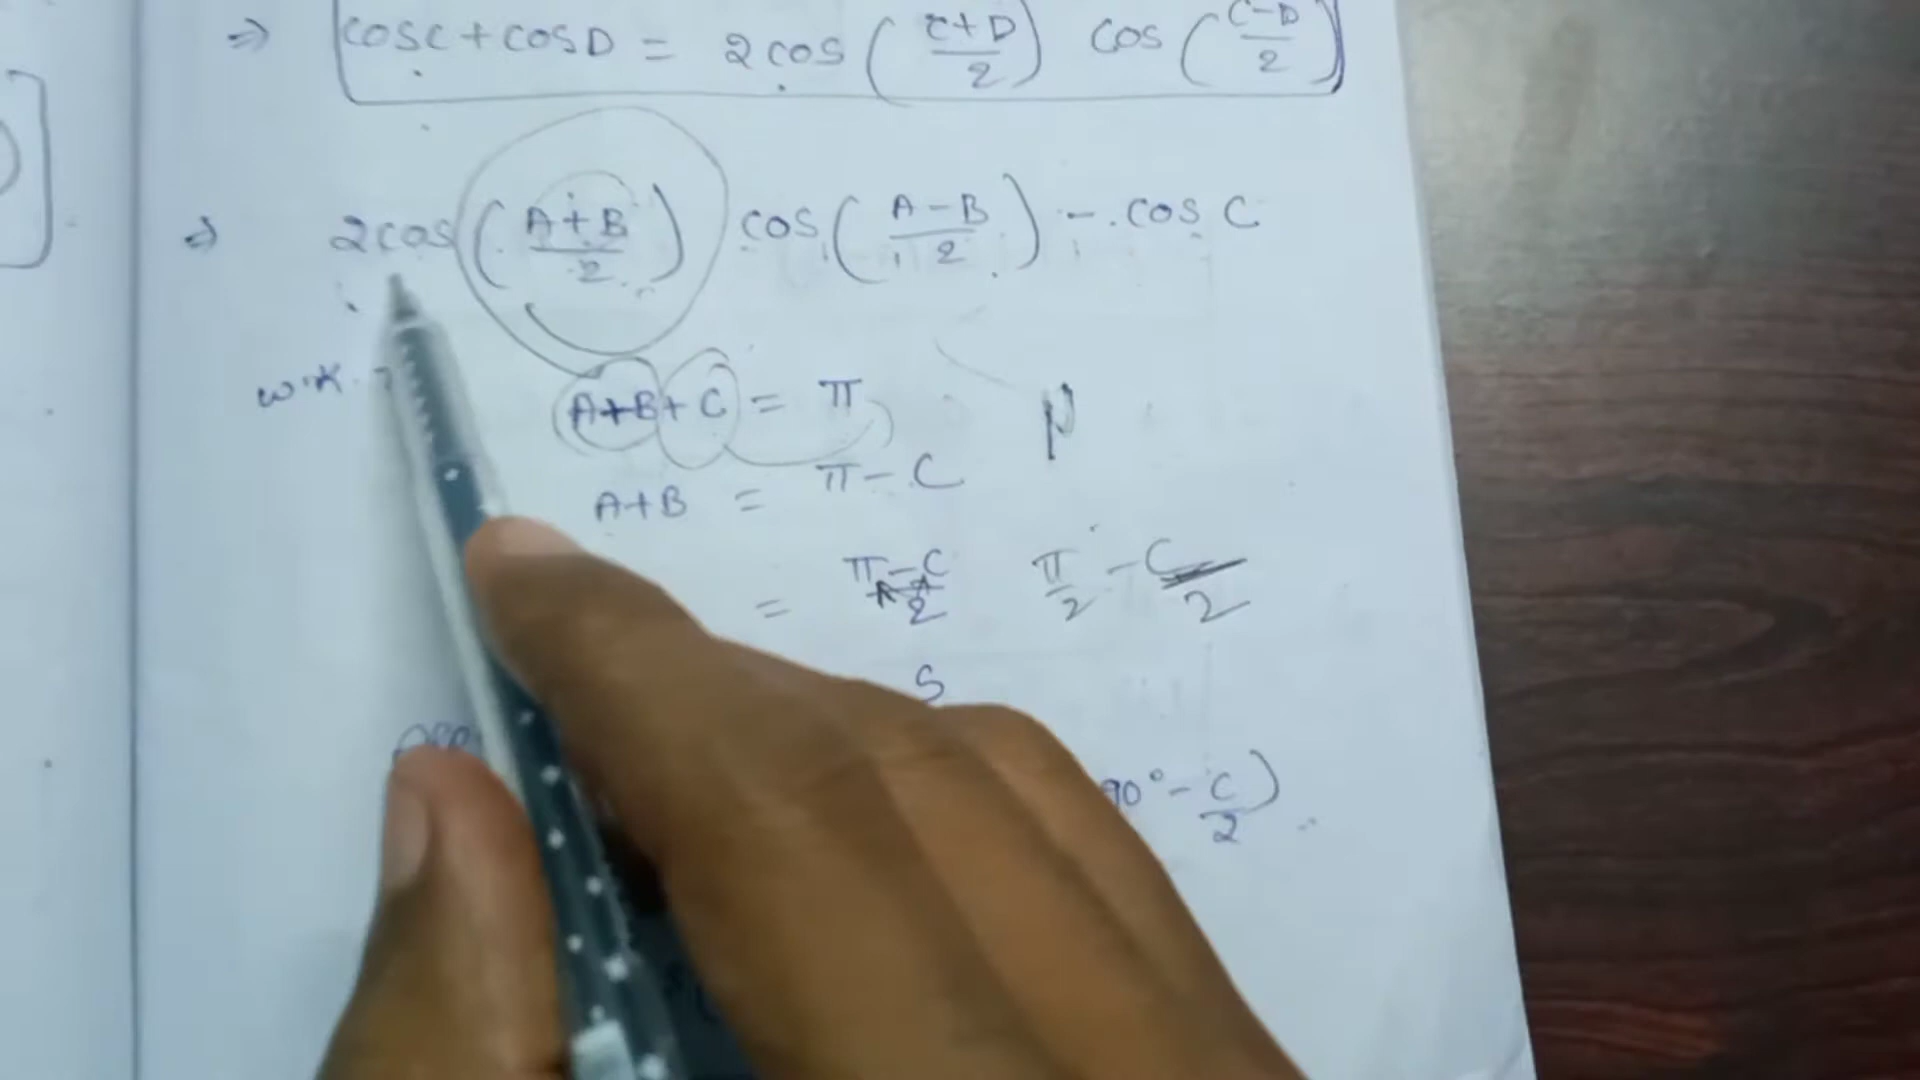 ⇒ cosC + cosD = 2cos (C+D/2) cos (C-D/2)
⇒ 2cos (A+B/2) cos (A-B/2) - cos C
W.K.T
A+B+C = π
A+B = π - C
= π-C/2 π/2 - C/2
S
90° - C/2)